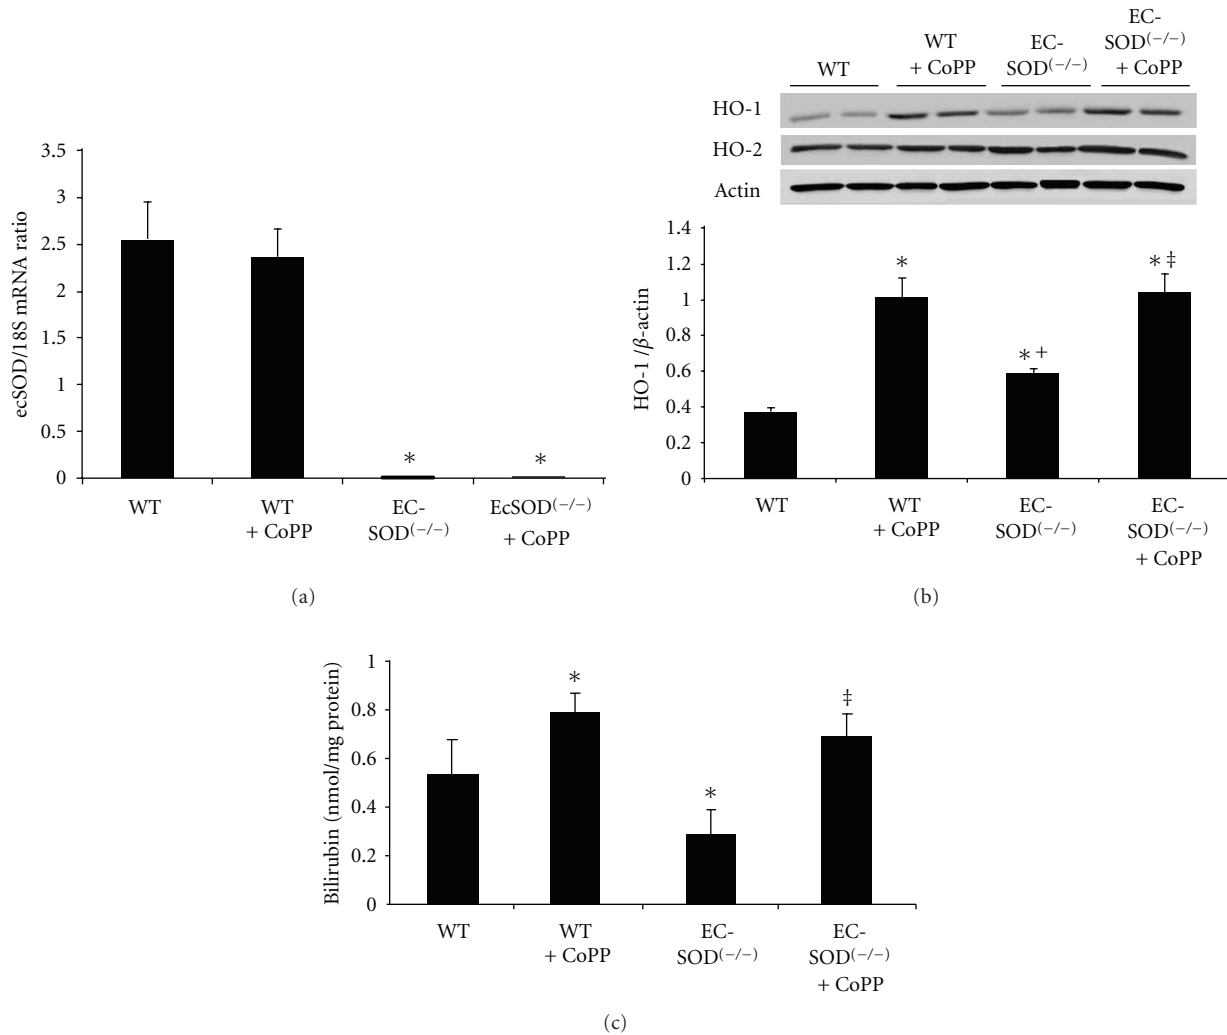 3.5
3
2.5
2
1.5
1
0.5
0
ecSOD/18S mRNA ratio
*
*
WT
WT
+ CoPP
EC-
SOD(−/−)
EcSOD(−/−)
+ CoPP
(a)
WT
WT
+ CoPP
EC-
SOD(−/−)
EC-
SOD(−/−)
+ CoPP
HO-1
HO-2
Actin
1.4
1.2
1
0.8
0.6
0.4
0.2
0
HO-1 /β-actin
*
* +
* ‡
WT
WT
+ CoPP
EC-
SOD(−/−)
EC-
SOD(−/−)
+ CoPP
(b)
1
0.8
0.6
0.4
0.2
0
Bilirubin (nmol/mg protein)
*
*
‡
WT
WT
+ CoPP
EC-
SOD(−/−)
EC-
SOD(−/−)
+ CoPP
(c)